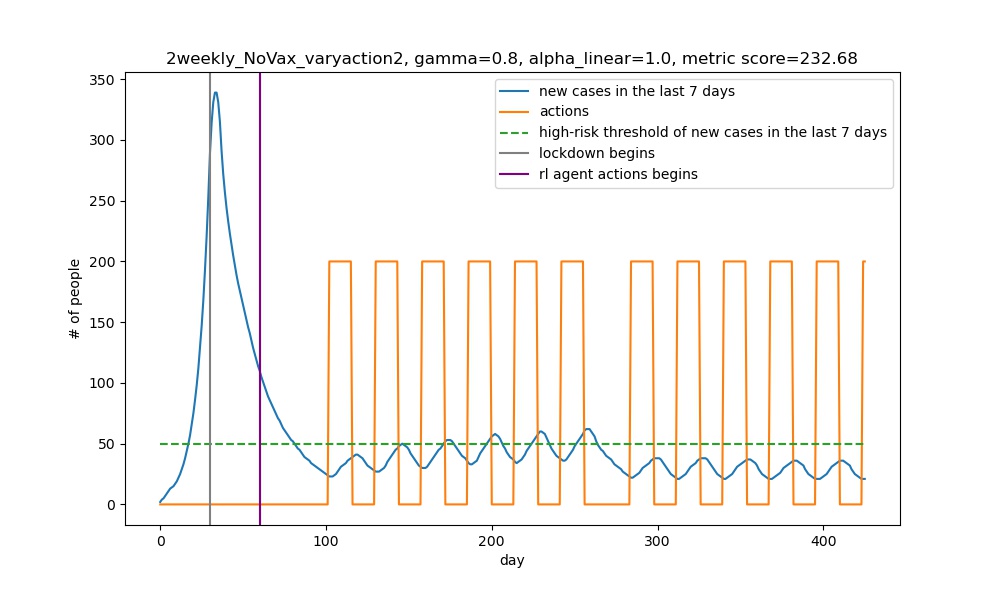 2weekly_NoVax_varyaction2, gamma=0.8, alpha_linear=1.0, metric score=232.68
350
300
250
200
150
100
50
0
# of people
new cases in the last 7 days
actions
high-risk threshold of new cases in the last 7 days
lockdown begins
rl agent actions begins
0
100
200
300
400
day